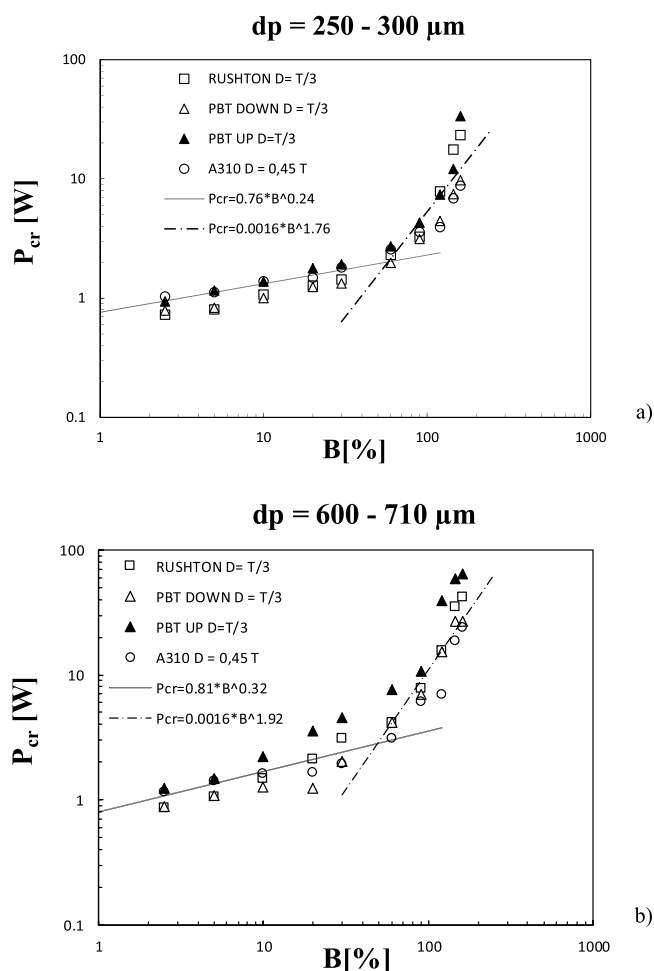 dp = 250 - 300 µm
100
RUSHTON D= T/3
PBT DOWN D = T/3
PBT UP D=T/3
A310 D = 0,45 T
Pcr=0.76*B^0.24
Pcr=0.0016*B^1.76
10
1
0.1
Pcr [W]
1
10
100
1000
B[%]
a)
dp = 600 - 710 µm
100
RUSHTON D= T/3
PBT DOWN D = T/3
PBT UP D=T/3
A310 D = 0,45 T
Pcr=0.81*B^0.32
Pcr=0.0016*B^1.92
10
1
0.1
Pcr [W]
1
10
100
1000
B[%]
b)